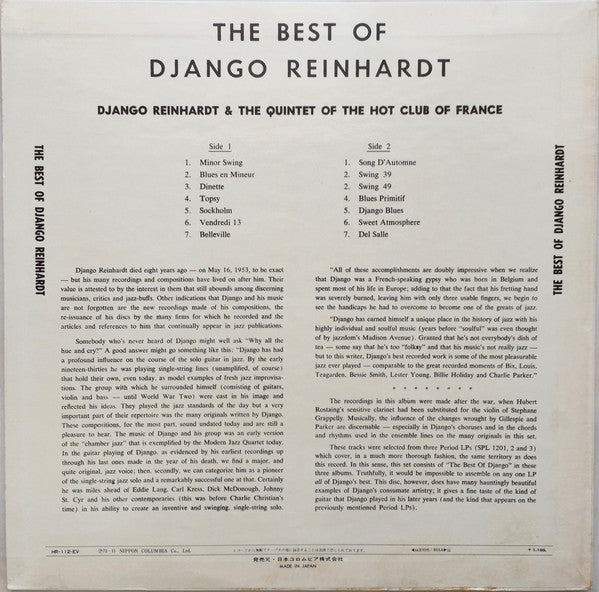 THE BEST OF
DJANGO REINHARDT
DJANGO REINHARDT & THE QUINTET OF THE HOT CLUB OF FRANCE
THE BEST OF DJANGO REINHARDT
Side 1
1. Minor Swing
2. Blues en Mineur
3. Dinette
4. Topsy
5. Sockholm
6. Vendredi 13
7. Belleville
Side 2
1. Song D'Automne
2. Swing 39
2. Swing 49
4. Blues Primitif
5. Django Blues
6. Sweet Atmosphere
7. Del Salle
THE BEST OF DJANGO REINHARDT
Django Reinhardt died eight years ago — on May 16, 1953, to be exact
— but his many recordings and compositions have lived on after him. Their
value is attested to by the interest in them that still abounds among discerning
musicians, critics and jazz-buffs. Other indications that Django and his music
are not forgotten are the new recordings made of his compositions, the
re-issuance of his discs by the many firms for which he recorded and the
articles and references to him that continually appear in jazz publications.
Somebody who's never heard of Django might well ask "Why all the
hue and cry?" A good answer might go something like this: "Django has had
a profound influence on the course of the solo guitar in jazz. By the early
nineteen-thirties he was playing single-string lines (unamplified, of course)
that hold their own, even today, as model examples of fresh jazz improvisa-
tions. The group with which he surrounded himself (consisting of guitars,
violin and bass — until World War Two) were cast in his image and
reflected his ideas. They played the jazz standards of the day but a very
important part of their repertoire was the many originals written by Django.
These compositions, for the most part, sound undated today and are still a
pleasure to hear. The music of Django and his group was an early version
of the "chamber jazz" that is exemplified by the Modern Jazz Quartet today.
In the guitar playing of Django, as evidenced by his earliest recordings up
through his last ones made in the year of his death, we find a major, and
quite original, jazz voice; then, secondly, we can categorize him as a pioneer
of the single-string jazz solo and a remarkably successful one at that. Certainly
he was miles ahead of Eddie Lang, Carl Kress, Dick McDonough, Johnny
St. Cyr and his other contemporaries (this was before Charlie Christian's
time) in his ability to create an inventive and swinging, single-string solo.
"All of these accomplishments are doubly impressive when we realize
that Django was a French-speaking gypsy who was born in Belgium and
spent most of his life in Europe; adding to that the fact that his fretting hand
was severely burned, leaving him with only three usable fingers, we begin to
see the handicaps he had to overcome to become one of the greats of jazz.
"Django has earned himself a unique place in the history of jazz with his
highly individual and soulful music (years before "soulful" was even thought
of by jazzdom's Madison Avenue). Granted that he's not everybody's dish of
tea — some say that he's too "folksy" and that his music's not really jazz — but
to this writer, Django's best recorded work is some of the most pleasurable
jazz ever played — comparable to the great recorded moments of Bix, Louis,
Teagarden, Bessie Smith, Lester Young, Billie Holiday and Charlie Parker."
* * * * * * * *
The recordings in this album were made after the war, when Hubert
Rostaing's sensitive clarinet had been substituted for the violin of Stephane
Grappelly. Musically, the influence of the changes wrought by Gillespie and
Parker are discernable — especially in Django's choruses and in the chords
and rhythms used in the ensemble lines on the many originals in this set.
These tracks were selected from three Period LPs (SPL 1201, 2 and 3)
which cover, in a much more thorough fashion, the same territory as does
this record. In this sense, this set consists of "The Best Of Django" in these
three albums. Truthfully, it would be impossible to assemble on any one LP
all of Django's best. This disc, however, does have many hauntingly beautiful
examples of Django's consumate artistry; it gives a fine taste of the kind of
guitar that Django played in his later years (and the kind that appears on the
previously mentioned Period LPs).
HR-112-EV
NIPPON COLUMBIA Co., Ltd.
発売元・日本コロムビア株式会社
MADE IN JAPAN